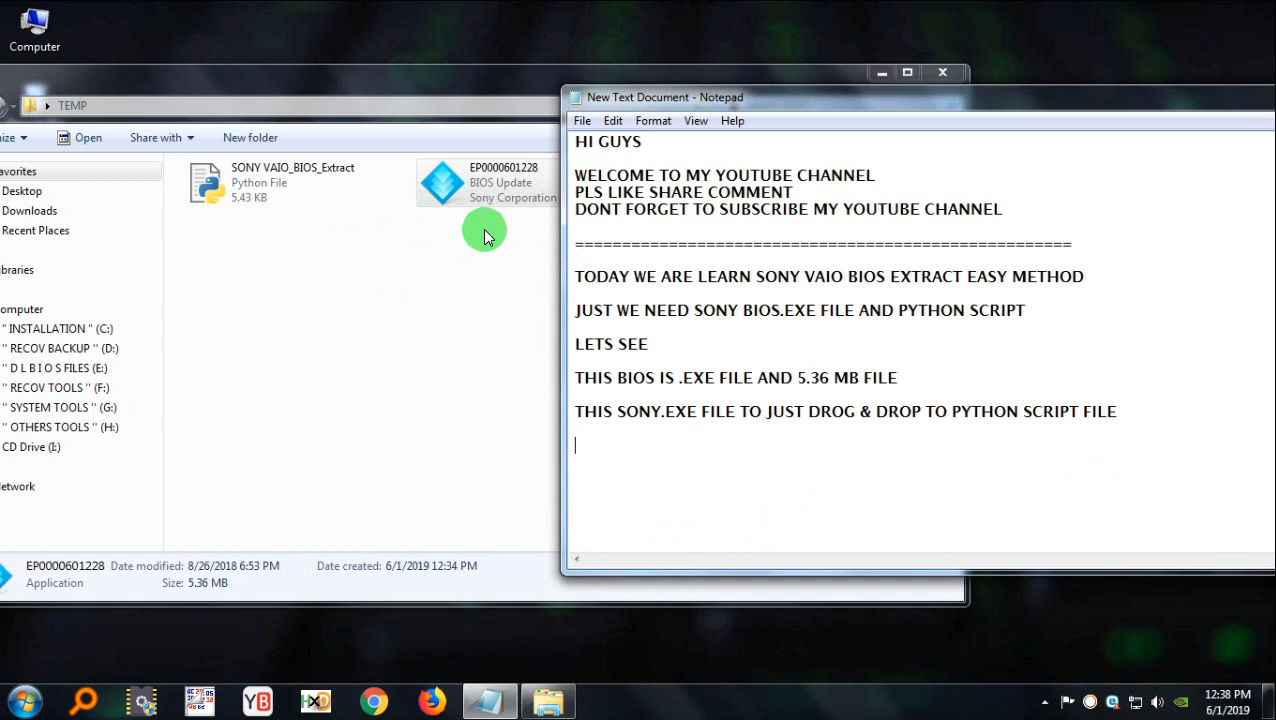 Computer
TEMP
Open
Share with
New folder
Desktop
Downloads
Recent Places
" INSTALLATION " (C:)
" RECOV BACKUP " (D:)
" D L B I O S FILES (E:)
" RECOV TOOLS " (F:)
" SYSTEM TOOLS " (G:)
" OTHERS TOOLS " (H:)
CD Drive (I:)
SONY VAIO_BIOS_Extract
Python File
5.43 KB
EP0000601228
BIOS Update
Sony Corporation
EP0000601228 Date modified: 8/26/2018 6:53 PM Date created: 6/1/2019 12:34 PM
Application Size: 5.36 MB
New Text Document - Notepad
File Edit Format View Help
HI GUYS
WELCOME TO MY YOUTUBE CHANNEL
PLS LIKE SHARE COMMENT
DONT FORGET TO SUBSCRIBE MY YOUTUBE CHANNEL
=====================================================
TODAY WE ARE LEARN SONY VAIO BIOS EXTRACT EASY METHOD
JUST WE NEED SONY BIOS.EXE FILE AND PYTHON SCRIPT
LETS SEE
THIS BIOS IS .EXE FILE AND 5.36 MB FILE
THIS SONY.EXE FILE TO JUST DROG & DROP TO PYTHON SCRIPT FILE
YB
HXD
12:38 PM
6/1/2019